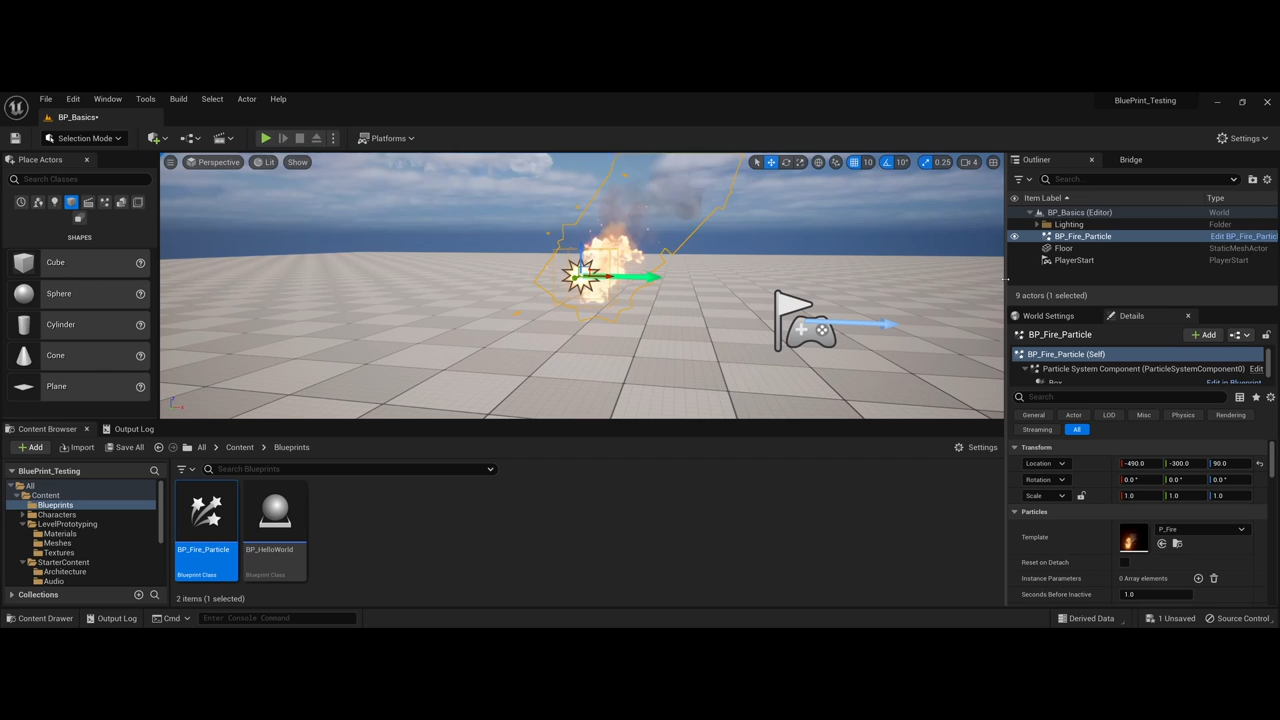 File Edit Window Tools Build Select Actor Help
BluePrint_Testing
BP_Basics•
Selection Mode
Platforms
Settings
Place Actors
Search Classes
SHAPES
Cube
Sphere
Cylinder
Cone
Plane
Perspective Lit Show
10 10° 0.25 4
Outliner Bridge
Search...
Item Label Type
BP_Basics (Editor) World
Lighting Folder
BP_Fire_Particle Edit BP_Fire_Partic
Floor StaticMeshActor
PlayerStart PlayerStart
9 actors (1 selected)
World Settings Details
BP_Fire_Particle
Add
BP_Fire_Particle (Self)
Particle System Component (ParticleSystemComponent0) Edit
Box Edit in Blueprint
Search
General Actor LOD Misc Physics Rendering
Streaming All
Transform
Location -490.0 -300.0 90.0
Rotation 0.0° 0.0° 0.0°
Scale 1.0 1.0 1.0
Particles
Template P_Fire
Reset on Detach
Instance Parameters 0 Array elements
Seconds Before Inactive 1.0
Content Browser Output Log
Add Import Save All All Content Blueprints Settings
BluePrint_Testing
All
Content
Blueprints
Characters
LevelPrototyping
Materials
Meshes
Textures
StarterContent
Architecture
Audio
Collections
Search Blueprints
BP_Fire_Particle
Blueprint Class
BP_HelloWorld
Blueprint Class
2 items (1 selected)
Content Drawer Output Log Cmd Enter Console Command
Derived Data 1 Unsaved Source Control